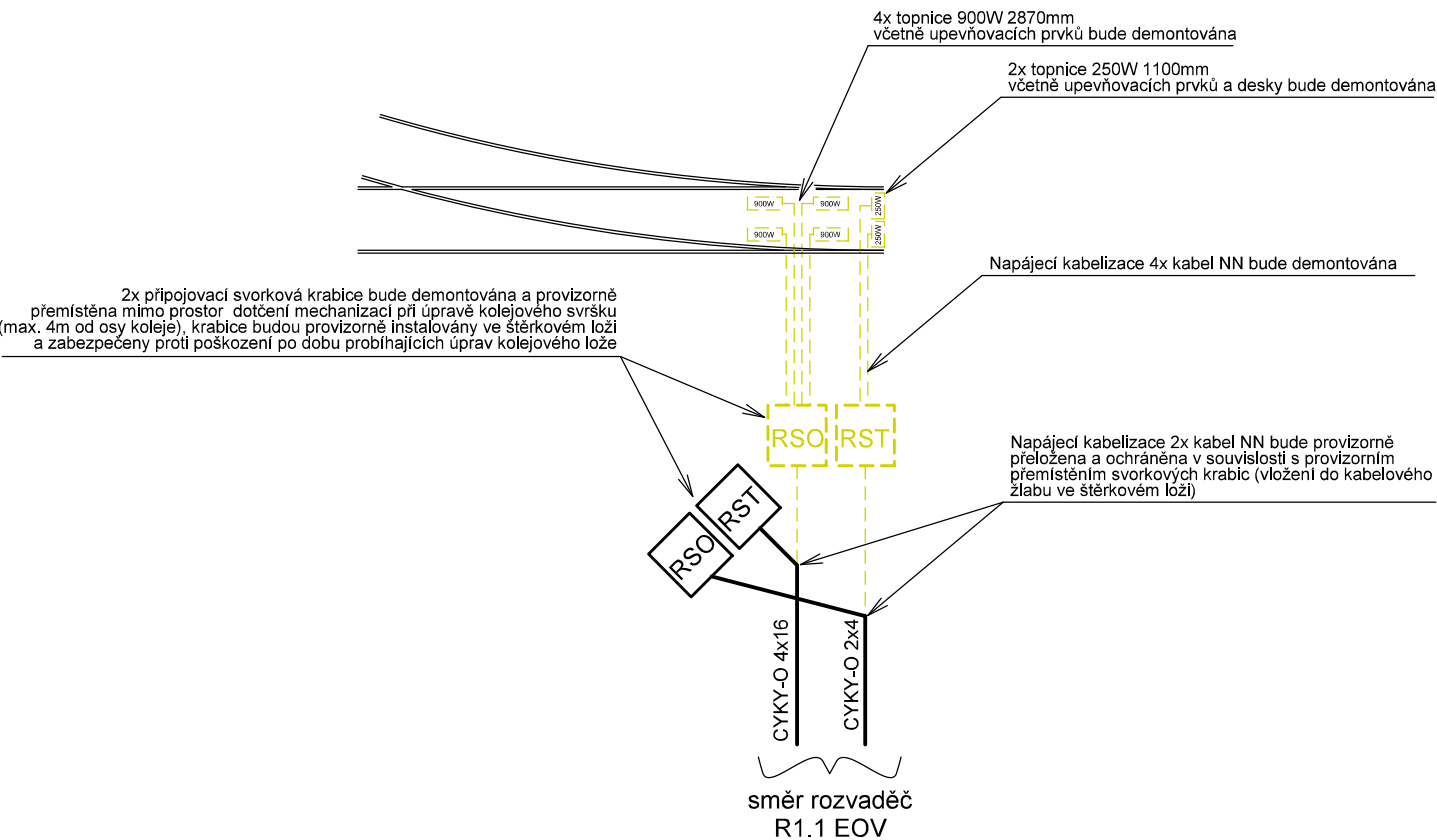 4x topnice 900W 2870mm
včetně upevňovacích prvků bude demontována
2x topnice 250W 1100mm
včetně upevňovacích prvků a desky bude demontována
900W
900W
250W
900W
900W
250W
Napájecí kabelizace 4x kabel NN bude demontována
2x připojovací svorková krabice bude demontována a provizorně
přemístěna mimo prostor dotčení mechanizací při úpravě kolejového svršku
(max. 4m od osy koleje), krabice budou provizorně instalovány ve štěrkovém loži
a zabezpečeny proti poškození po dobu probíhajících úprav kolejového lože
RSO
RST
Napájecí kabelizace 2x kabel NN bude provizorně
přeložena a ochráněna v souvislosti s provizorním
přemístěním svorkových krabic (vložení do kabelového
žlabu ve štěrkovém loži)
RST
RSO
CYKY-O 4x16
CYKY-O 2x4
směr rozvaděč
R1.1 EOV